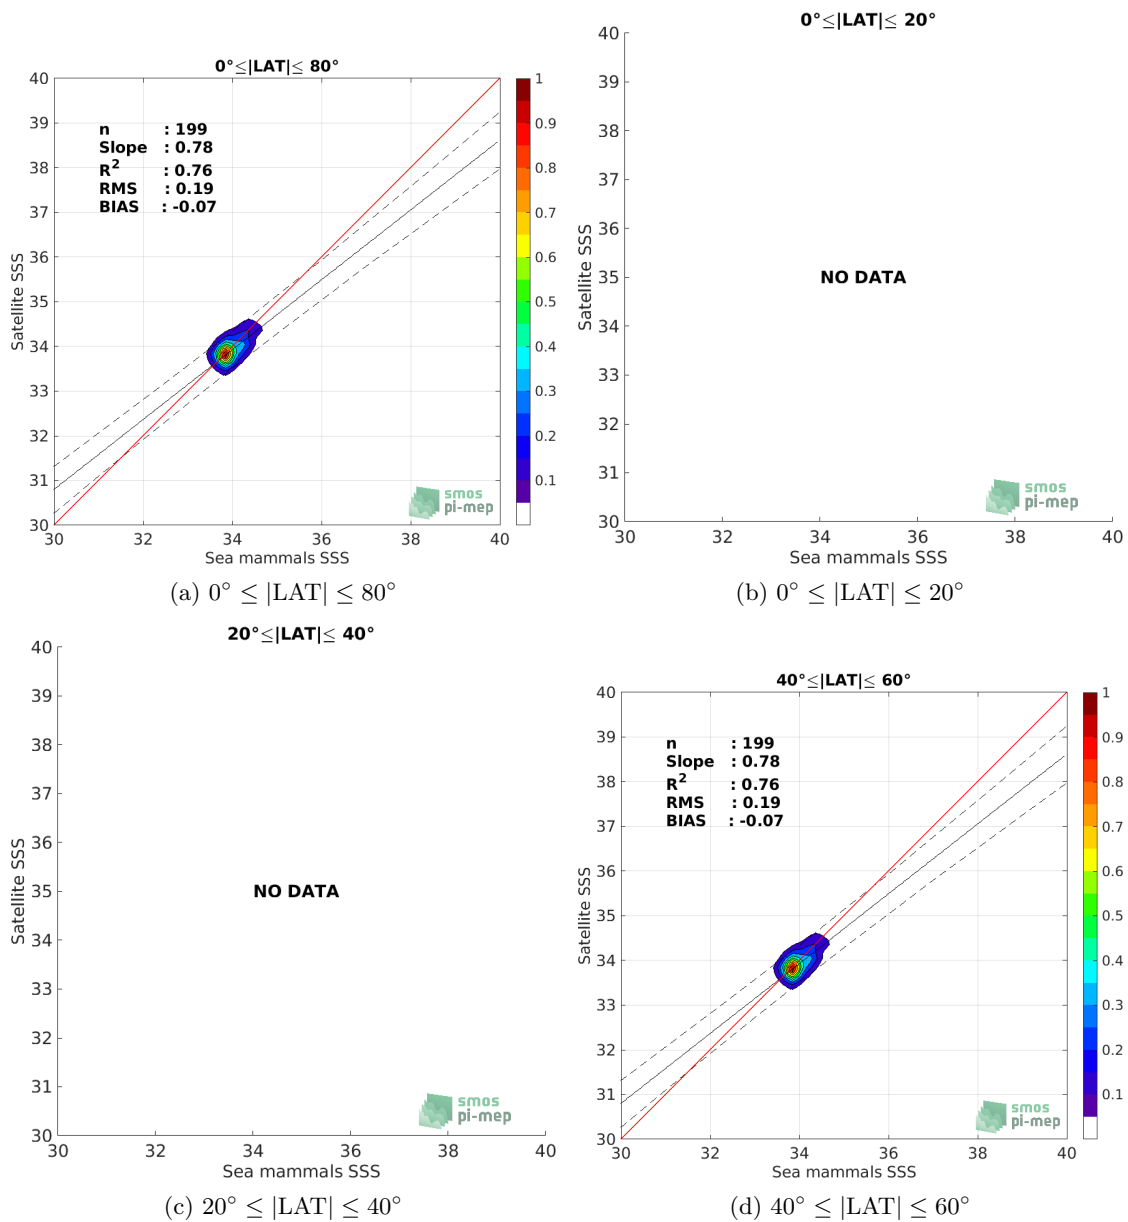 0°≤|LAT|≤ 80°
40
39
38
37
36
35
34
33
32
31
30
Satellite SSS
n : 199
Slope : 0.78
R2 : 0.76
RMS : 0.19
BIAS : -0.07
smos
pi-mep
30 32 34 36 38 40
Sea mammals SSS
1
0.9
0.8
0.7
0.6
0.5
0.4
0.3
0.2
0.1
(a) 0° ≤ |LAT| ≤ 80°
0°≤|LAT|≤ 20°
40
39
38
37
36
35
34
33
32
31
30
Satellite SSS
NO DATA
smos
pi-mep
30 32 34 36 38 40
Sea mammals SSS
(b) 0° ≤ |LAT| ≤ 20°
20°≤|LAT|≤ 40°
40
39
38
37
36
35
34
33
32
31
30
Satellite SSS
NO DATA
smos
pi-mep
30 32 34 36 38 40
Sea mammals SSS
(c) 20° ≤ |LAT| ≤ 40°
40°≤|LAT|≤ 60°
40
39
38
37
36
35
34
33
32
31
30
Satellite SSS
n : 199
Slope : 0.78
R2 : 0.76
RMS : 0.19
BIAS : -0.07
smos
pi-mep
30 32 34 36 38 40
Sea mammals SSS
1
0.9
0.8
0.7
0.6
0.5
0.4
0.3
0.2
0.1
(d) 40° ≤ |LAT| ≤ 60°